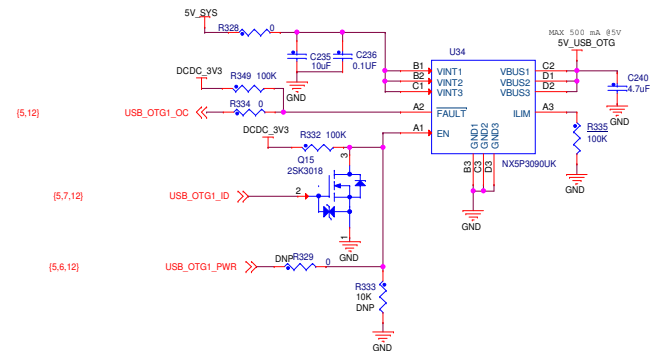 MAX 500 mA @5V
5V_SYS
5V_USB_OTG
R328 0
U34
C235
10uF
C236
0.1UF
B1 VINT1 VBUS1 C2
B2 VINT2 VBUS2 D1
C1 VINT3 VBUS3 D2
C240
4.7uF
DCDC_3V3
R349 100K
GND
GND
{5,12}
USB_OTG1_OC
R334 0
A2 FAULT ILIM A3
DCDC_3V3
A1 EN
R335
100K
R332 100K
GND1
GND2
GND3
B3
C3
D3
NX5P3090UK
Q15
2SK3018
3
GND
{5,7,12}
USB_OTG1_ID
2
GND
1
GND
{5,6,12}
USB_OTG1_PWR
DNP R329 0
R333
10K
DNP
GND